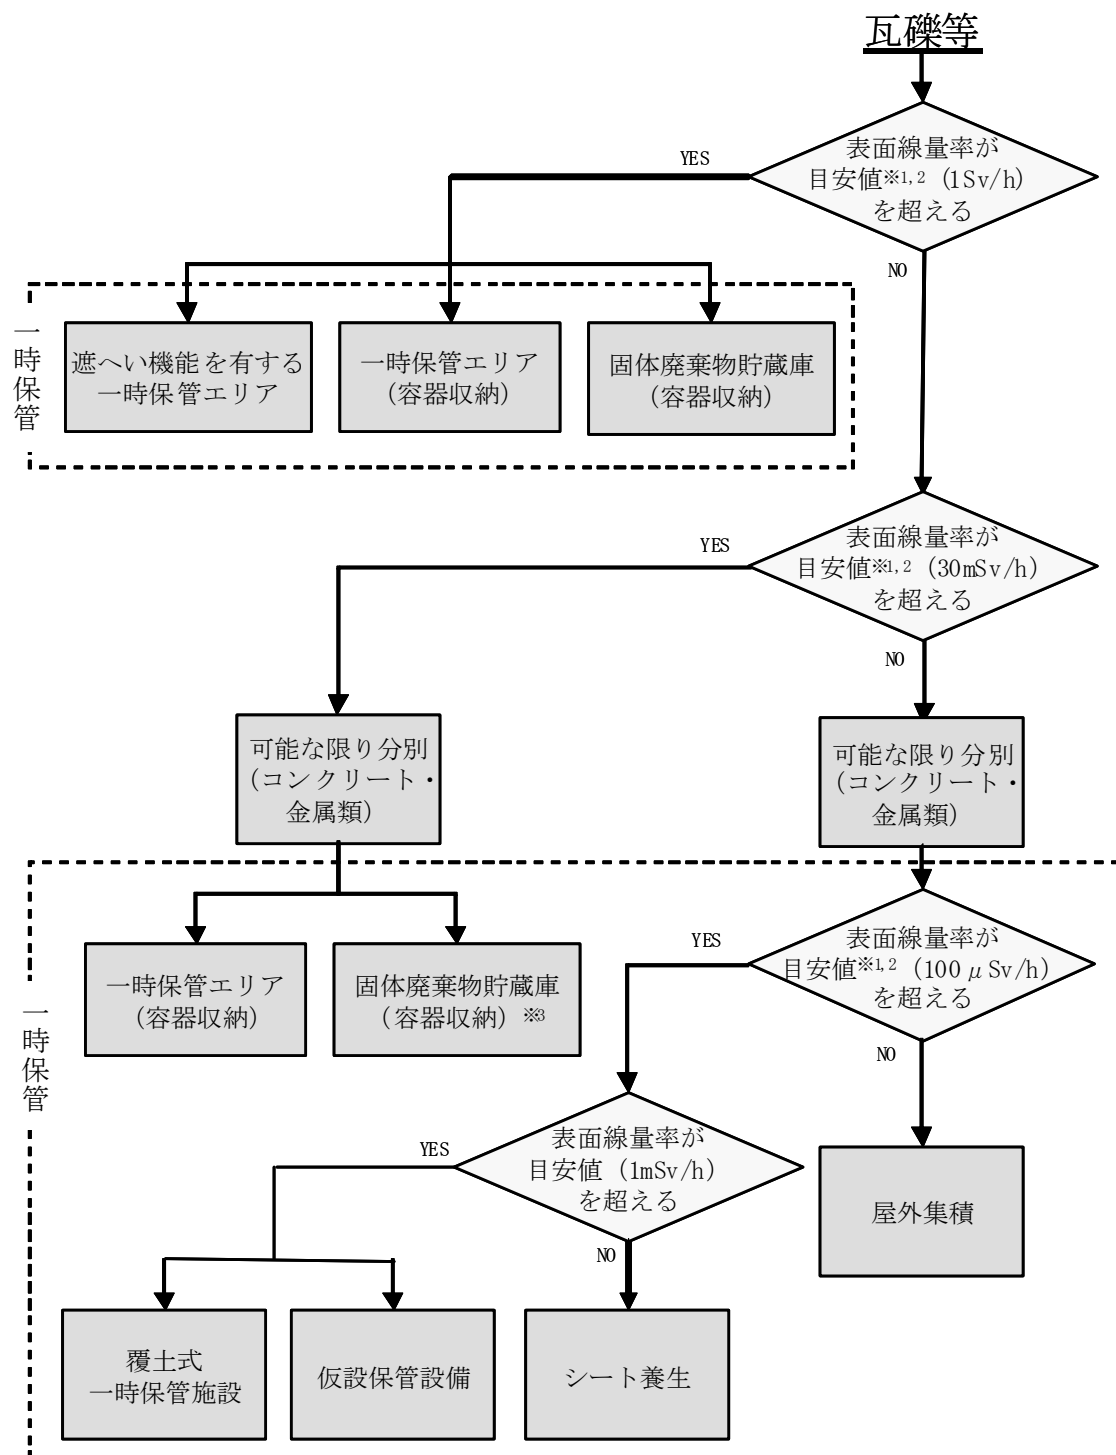 瓦礫等
表面線量率が
目安値※1,2（1Sv/h）
を超える
YES
NO
一時保管
遮へい機能を有する
一時保管エリア
一時保管エリア
（容器収納）
固体廃棄物貯蔵庫
（容器収納）
表面線量率が
目安値※1,2（30mSv/h）
を超える
YES
NO
可能な限り分別
（コンクリート・
金属類）
可能な限り分別
（コンクリート・
金属類）
一時保管
一時保管エリア
（容器収納）
固体廃棄物貯蔵庫
（容器収納）※3
表面線量率が
目安値※1,2（100μSv/h）
を超える
YES
NO
表面線量率が
目安値（1mSv/h）
を超える
YES
NO
屋外集積
覆土式
一時保管施設
仮設保管設備
シート養生